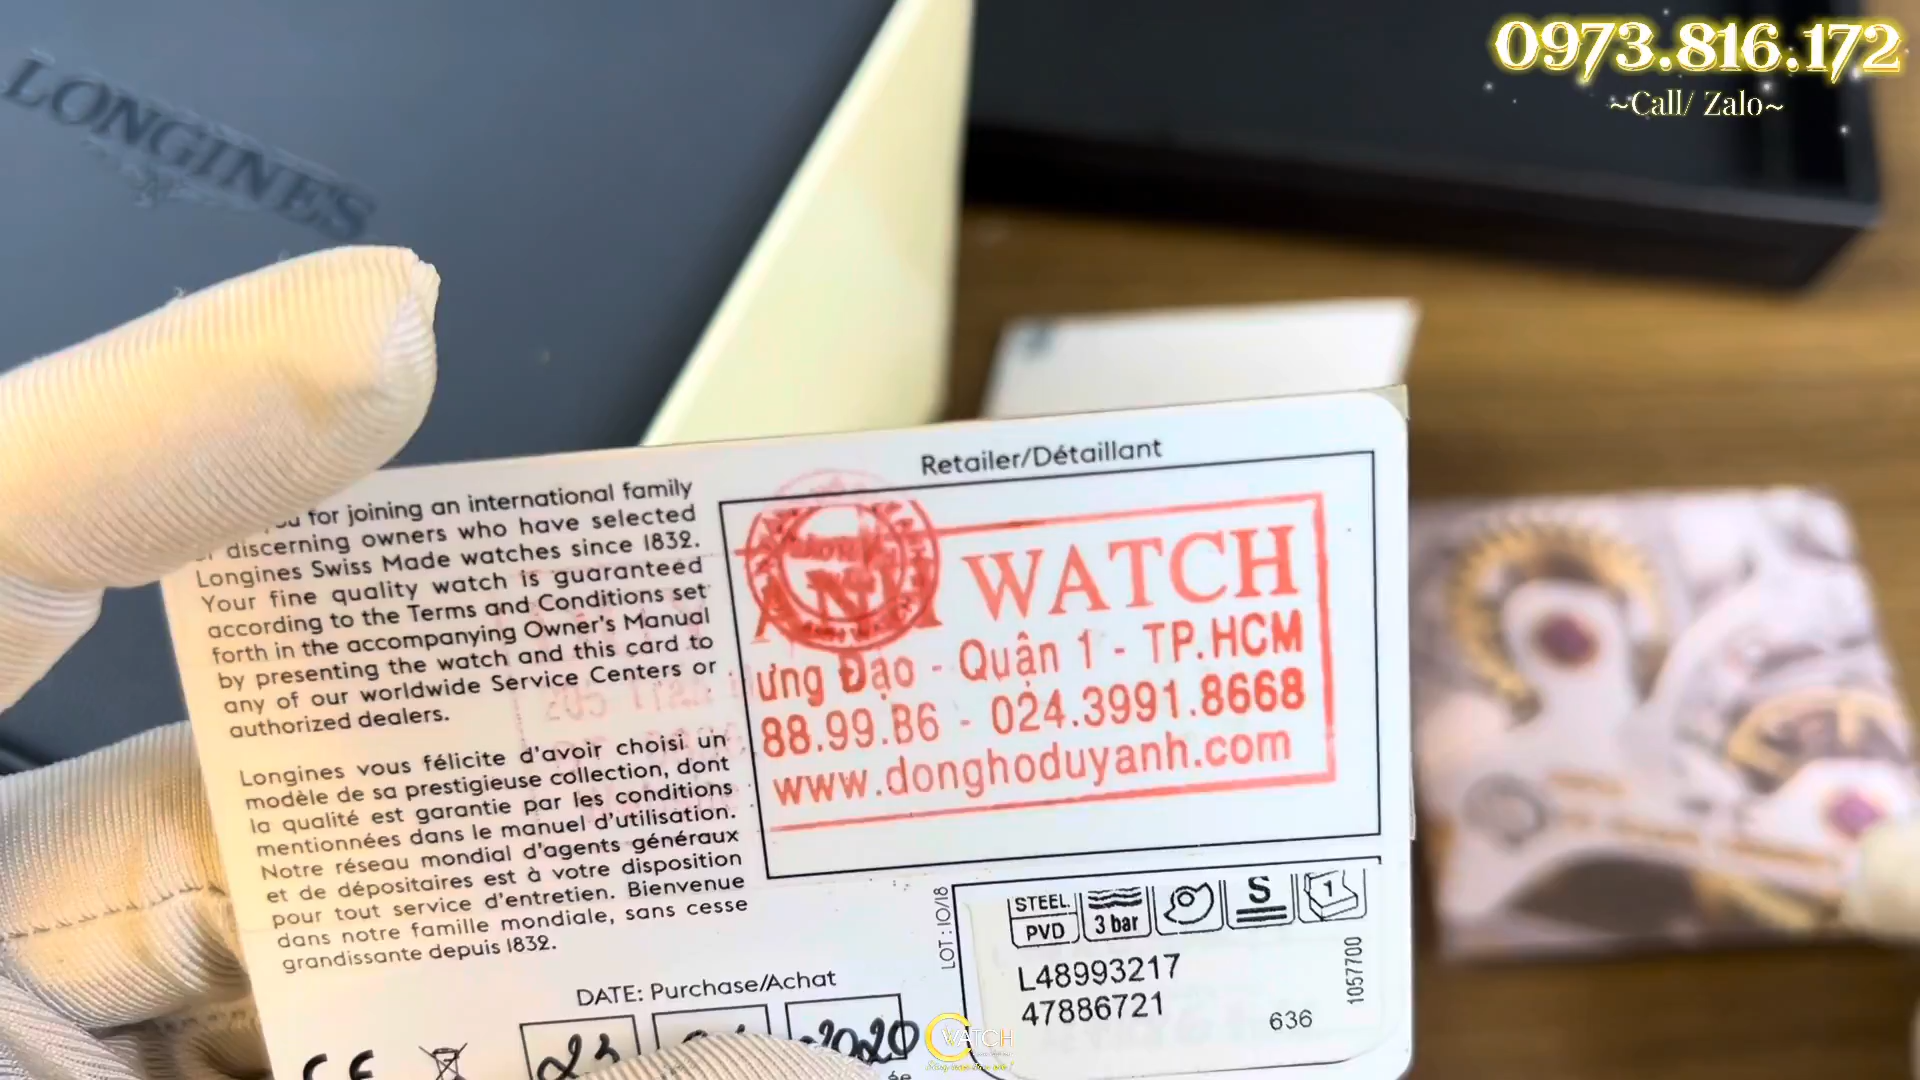 0973.816.172
~Call/ Zalo~
LONGINES
Retailer/Détaillant
for joining an international family
discerning owners who have selected
Longines Swiss Made watches since 1832.
Your fine quality watch is guaranteed
according to the Terms and Conditions set
forth in the accompanying Owner's Manual
by presenting the watch and this card to
any of our worldwide Service Centers or
authorized dealers.
Longines vous félicite d'avoir choisi un
modèle de sa prestigieuse collection, dont
la qualité est garantie par les conditions
mentionnées dans le manuel d'utilisation.
Notre réseau mondial d'agents généraux
et de dépositaires est à votre disposition
pour tout service d'entretien. Bienvenue
dans notre famille mondiale, sans cesse
grandissante depuis 1832.
WATCH
ưng Đạo - Quận 1 - TP.HCM
88.99.86 - 024.3991.8668
www.donghoduyanh.com
LOT: 10/18
STEEL
PVD
3 bar
S
1
L48993217
47886721
636
1057700
DATE: Purchase/Achat
2020
CE
WATCH